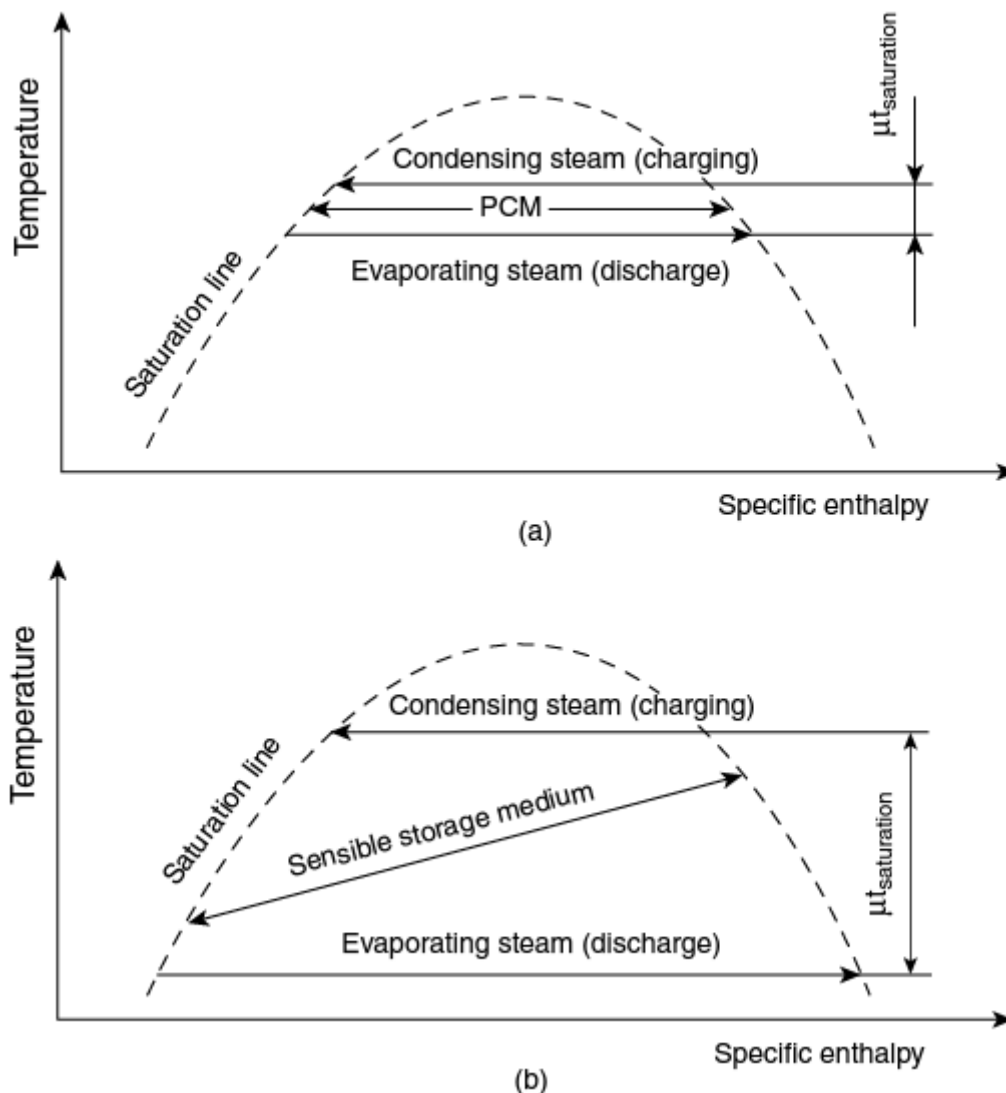 Temperature
Saturation line
Condensing steam (charging)
PCM
Evaporating steam (discharge)
μt_saturation
Specific enthalpy
(a)
Temperature
Saturation line
Condensing steam (charging)
Sensible storage medium
Evaporating steam (discharge)
μt_saturation
Specific enthalpy
(b)